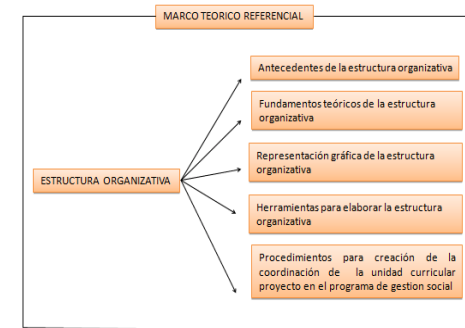 MARCO TEORICO REFERENCIAL
Antecedentes de la estructura organizativa
Fundamentos teóricos de la estructura
organizativa
Representación gráfica de la estructura
organizativa
ESTRUCTURA ORGANIZATIVA
Herramientas para elaborar la estructura
organizativa
Procedimientos para creación de la
coordinación de la unidad curricular
proyecto en el programa de gestion social